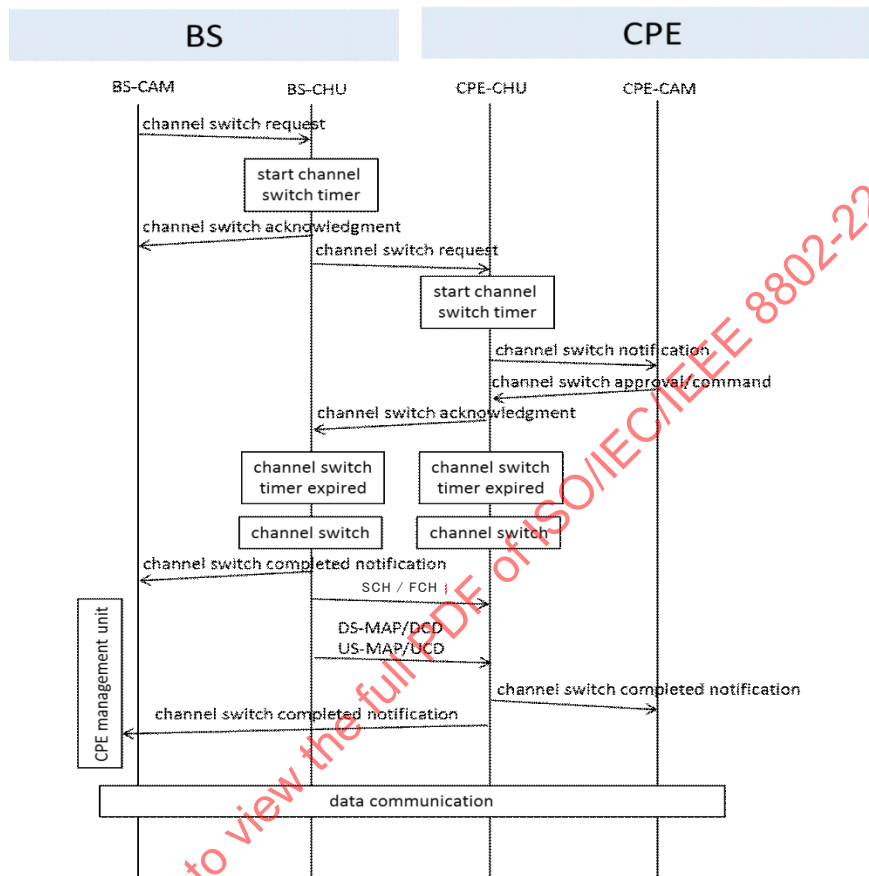 BS
CPE
BS-CAM
BS-CHU
CPE-CHU
CPE-CAM
channel switch request
start channel
switch timer
channel switch acknowledgment
channel switch request
start channel
switch timer
channel switch notification
channel switch approval/command
channel switch acknowledgment
channel switch
timer expired
channel switch
timer expired
channel switch
channel switch
channel switch completed notification
SCH / FCH
DS-MAP/DCD
US-MAP/UCD
CPE management unit
channel switch completed notification
channel switch completed notification
data communication
to view the full PDF of ISO/IEC/IEEE 8802-22